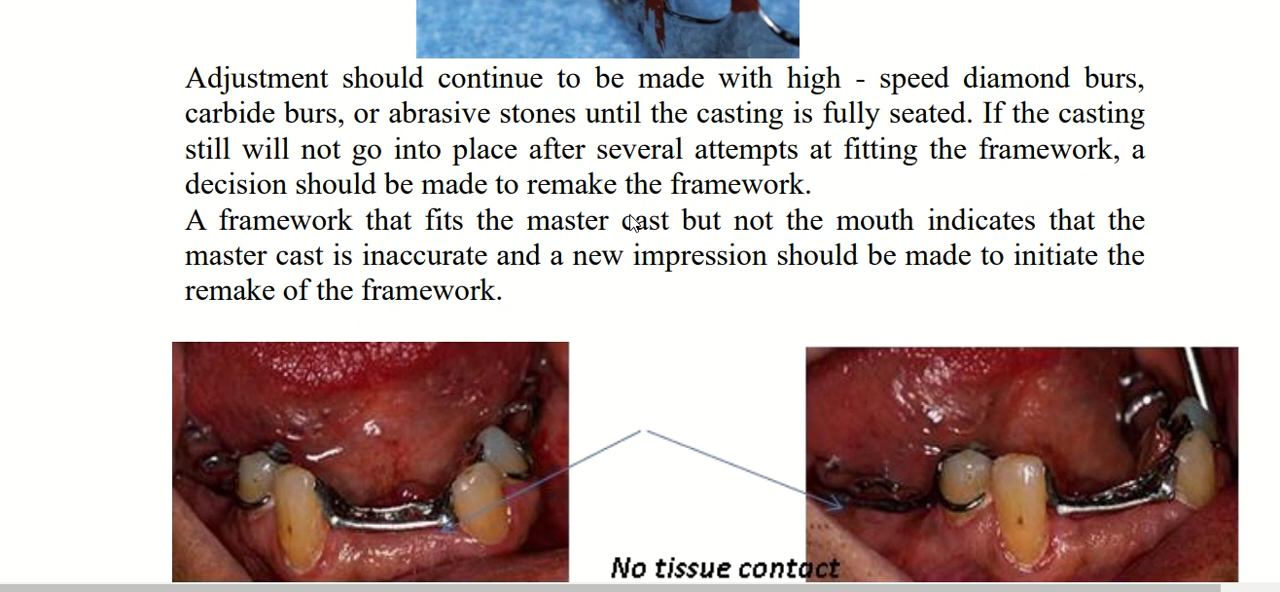 Adjustment should continue to be made with high - speed diamond burs,
carbide burs, or abrasive stones until the casting is fully seated. If the casting
still will not go into place after several attempts at fitting the framework, a
decision should be made to remake the framework.
A framework that fits the master cast but not the mouth indicates that the
master cast is inaccurate and a new impression should be made to initiate the
remake of the framework.
No tissue contact